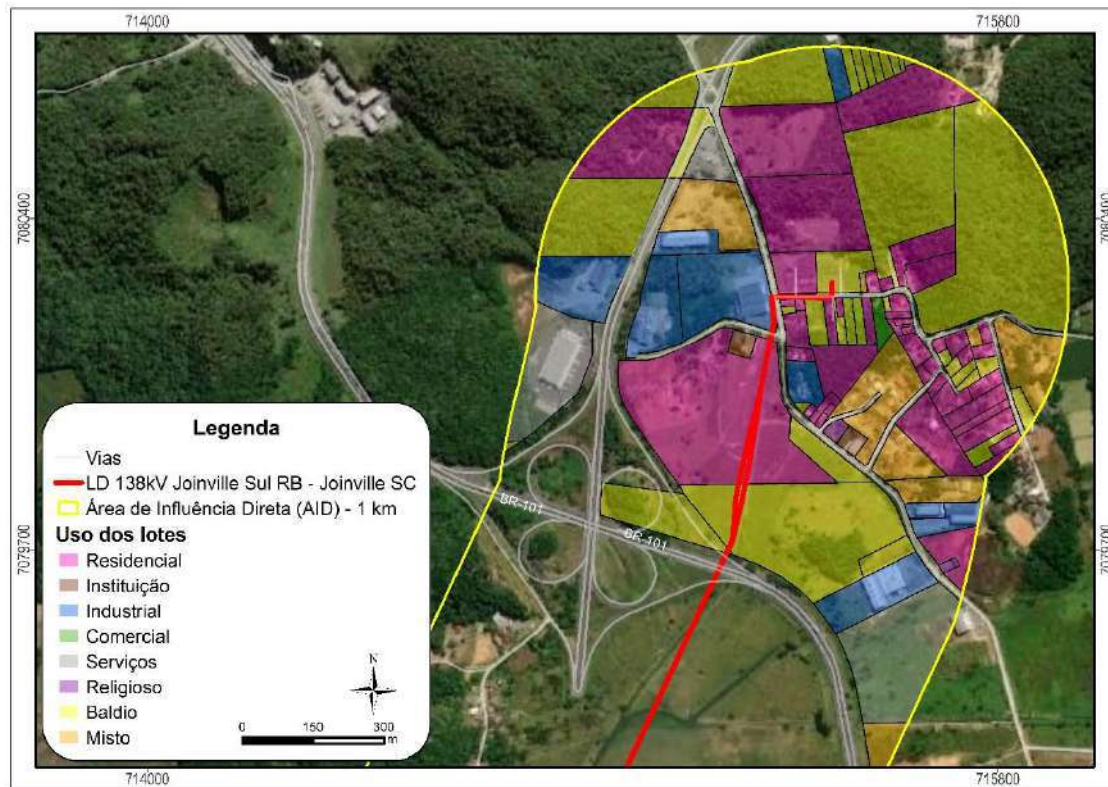 714000
715800
7080400
7080400
BR-101
BR-101
7079700
7079700
Legenda
Vias
LD 138kV Joinville Sul RB - Joinville SC
Área de Influência Direta (AID) - 1 km
Uso dos lotes
Residencial
Instituição
Industrial
Comercial
Serviços
Religioso
Baldio
Misto
N
0 150 300
m
714000
715800